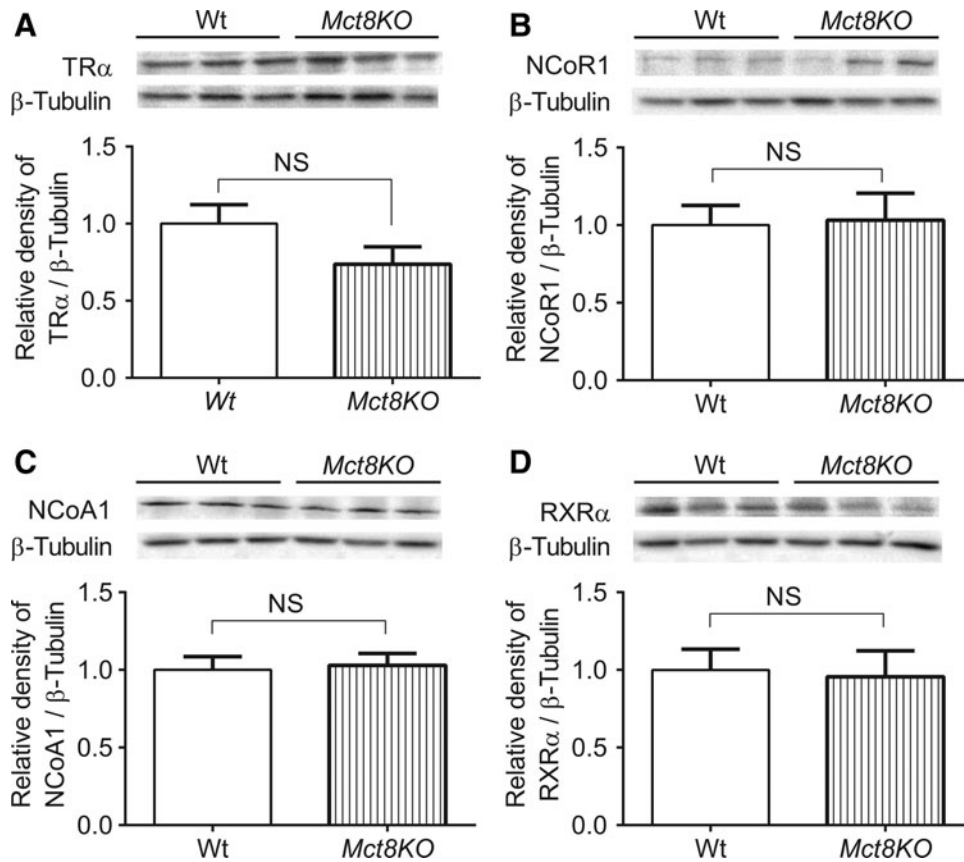 A
Wt Mct8KO
TRα
β-Tubulin
Relative density of
TRα / β-Tubulin
1.5
1.0
0.5
0.0
NS
Wt Mct8KO
B
Wt Mct8KO
NCoR1
β-Tubulin
Relative density of
NCoR1 / β-Tubulin
1.5
1.0
0.5
0.0
NS
Wt Mct8KO
C
Wt Mct8KO
NCoA1
β-Tubulin
Relative density of
NCoA1 / β-Tubulin
1.5
1.0
0.5
0.0
NS
Wt Mct8KO
D
Wt Mct8KO
RXRα
β-Tubulin
Relative density of
RXRα / β-Tubulin
1.5
1.0
0.5
0.0
NS
Wt Mct8KO